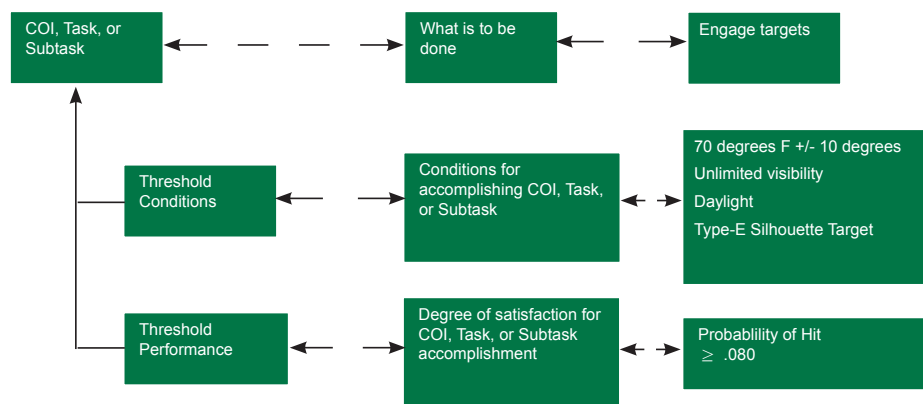 COI, Task, or
Subtask
What is to be
done
Engage targets
Threshold
Conditions
Conditions for
accomplishing COI, Task,
or Subtask
70 degrees F +/- 10 degrees
Unlimited visibility
Daylight
Type-E Silhouette Target
Threshold
Performance
Degree of satisfaction for
COI, Task, or Subtask
accomplishment
Probablility of Hit
≥ .080